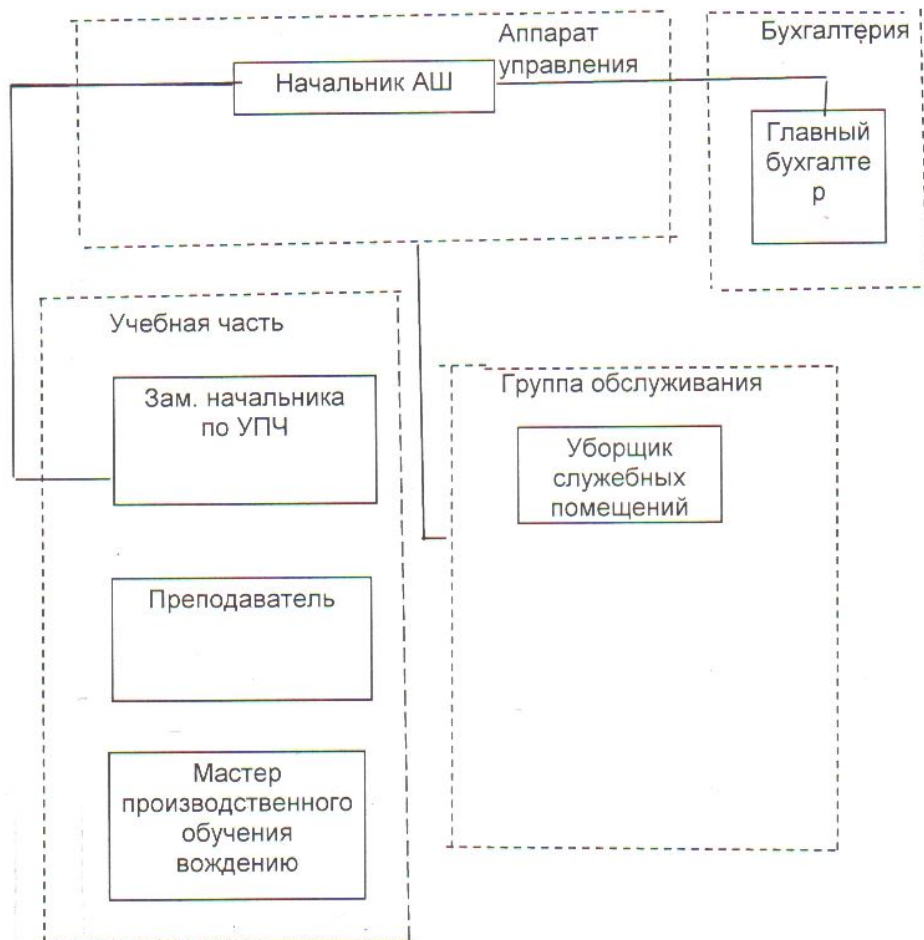 Аппарат
управления
Начальник АШ
Бухгалтерия
Главный
бухгалте
р
Учебная часть
Зам. начальника
по УПЧ
Преподаватель
Мастер
производственного
обучения
вождению
Группа обслуживания
Уборщик
служебных
помещений